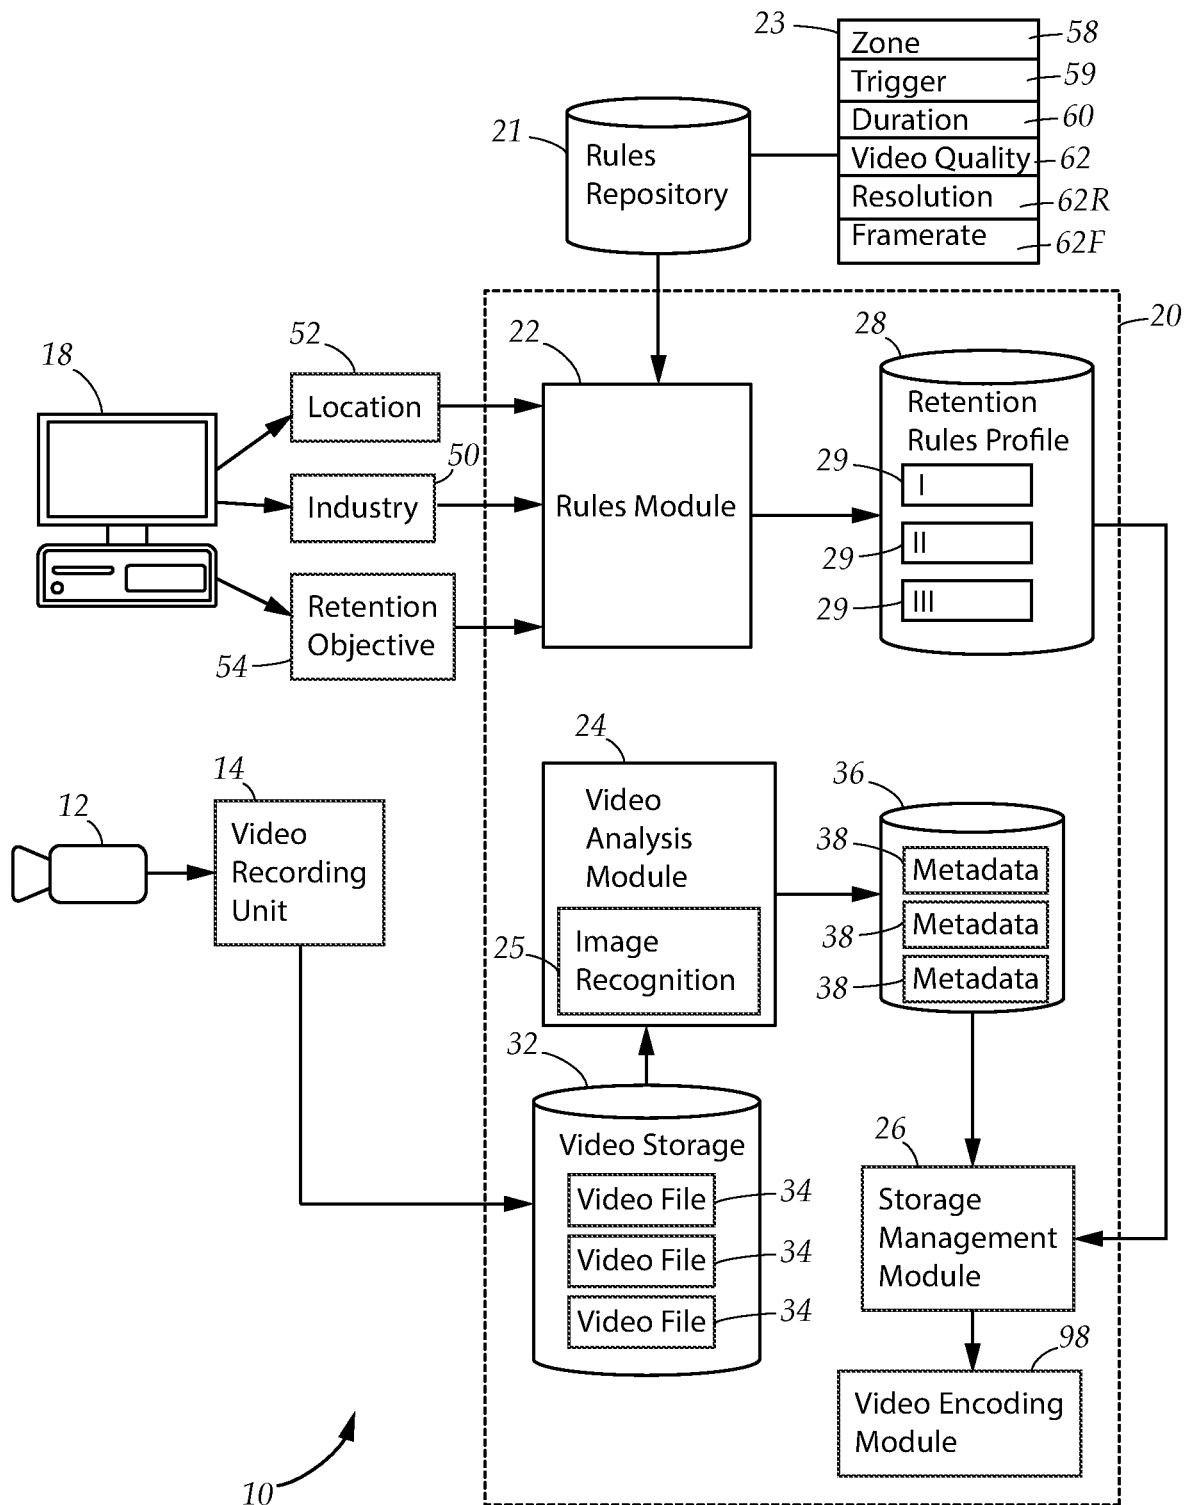 23
Zone
58
Trigger
59
Duration
60
Video Quality
62
Resolution
62R
Framerate
62F
21
Rules
Repository
20
18
52
Location
50
Industry
Retention
Objective
54
22
Rules Module
28
Retention
Rules Profile
29
I
29
II
29
III
12
14
Video
Recording
Unit
24
Video
Analysis
Module
25
Image
Recognition
36
38
Metadata
38
Metadata
38
Metadata
32
Video Storage
Video File
34
Video File
34
Video File
34
26
Storage
Management
Module
98
Video Encoding
Module
10